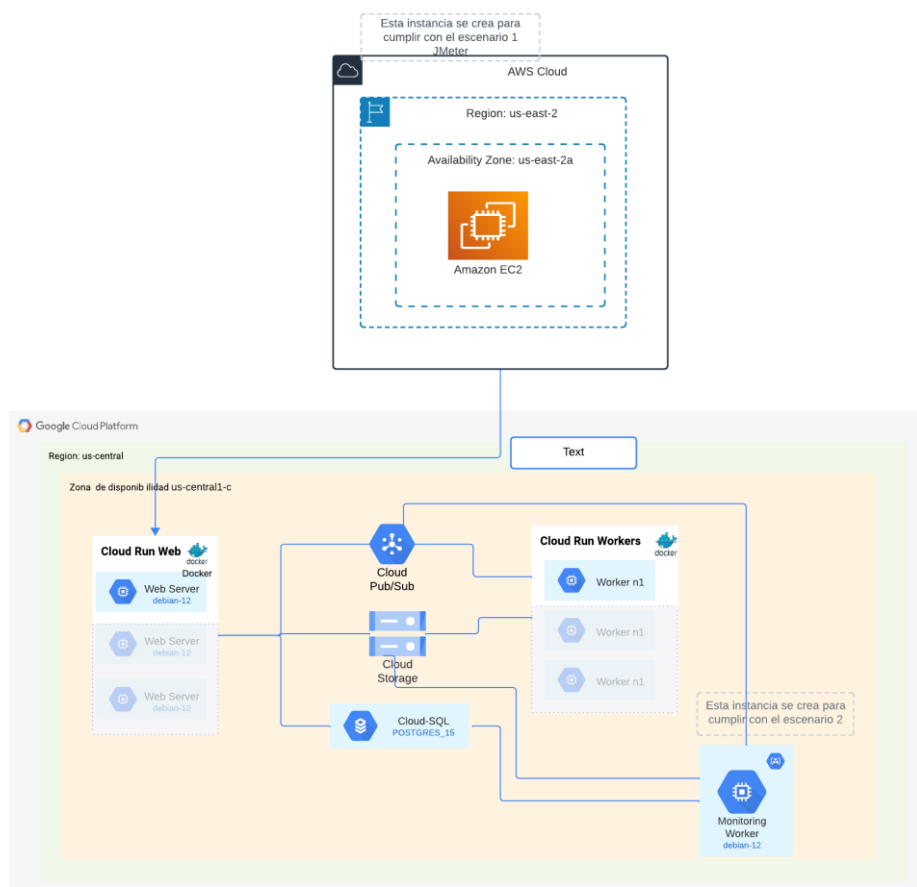 Esta instancia se crea para
cumplir con el escenario 1
JMeter
AWS Cloud
Region: us-east-2
Availability Zone: us-east-2a
Amazon EC2
Google Cloud Platform
Region: us-central
Text
Zona de disponib ilidad us-central1-c
Cloud Run Web
docker
Docker
Web Server
debian-12
Web Server
debian-12
Web Server
debian-12
Cloud
Pub/Sub
Cloud
Storage
Cloud-SQL
POSTGRES_15
Cloud Run Workers
docker
Worker n1
Worker n1
Worker n1
Esta instancia se crea para
cumplir con el escenario 2
Monitoring
Worker
debian-12